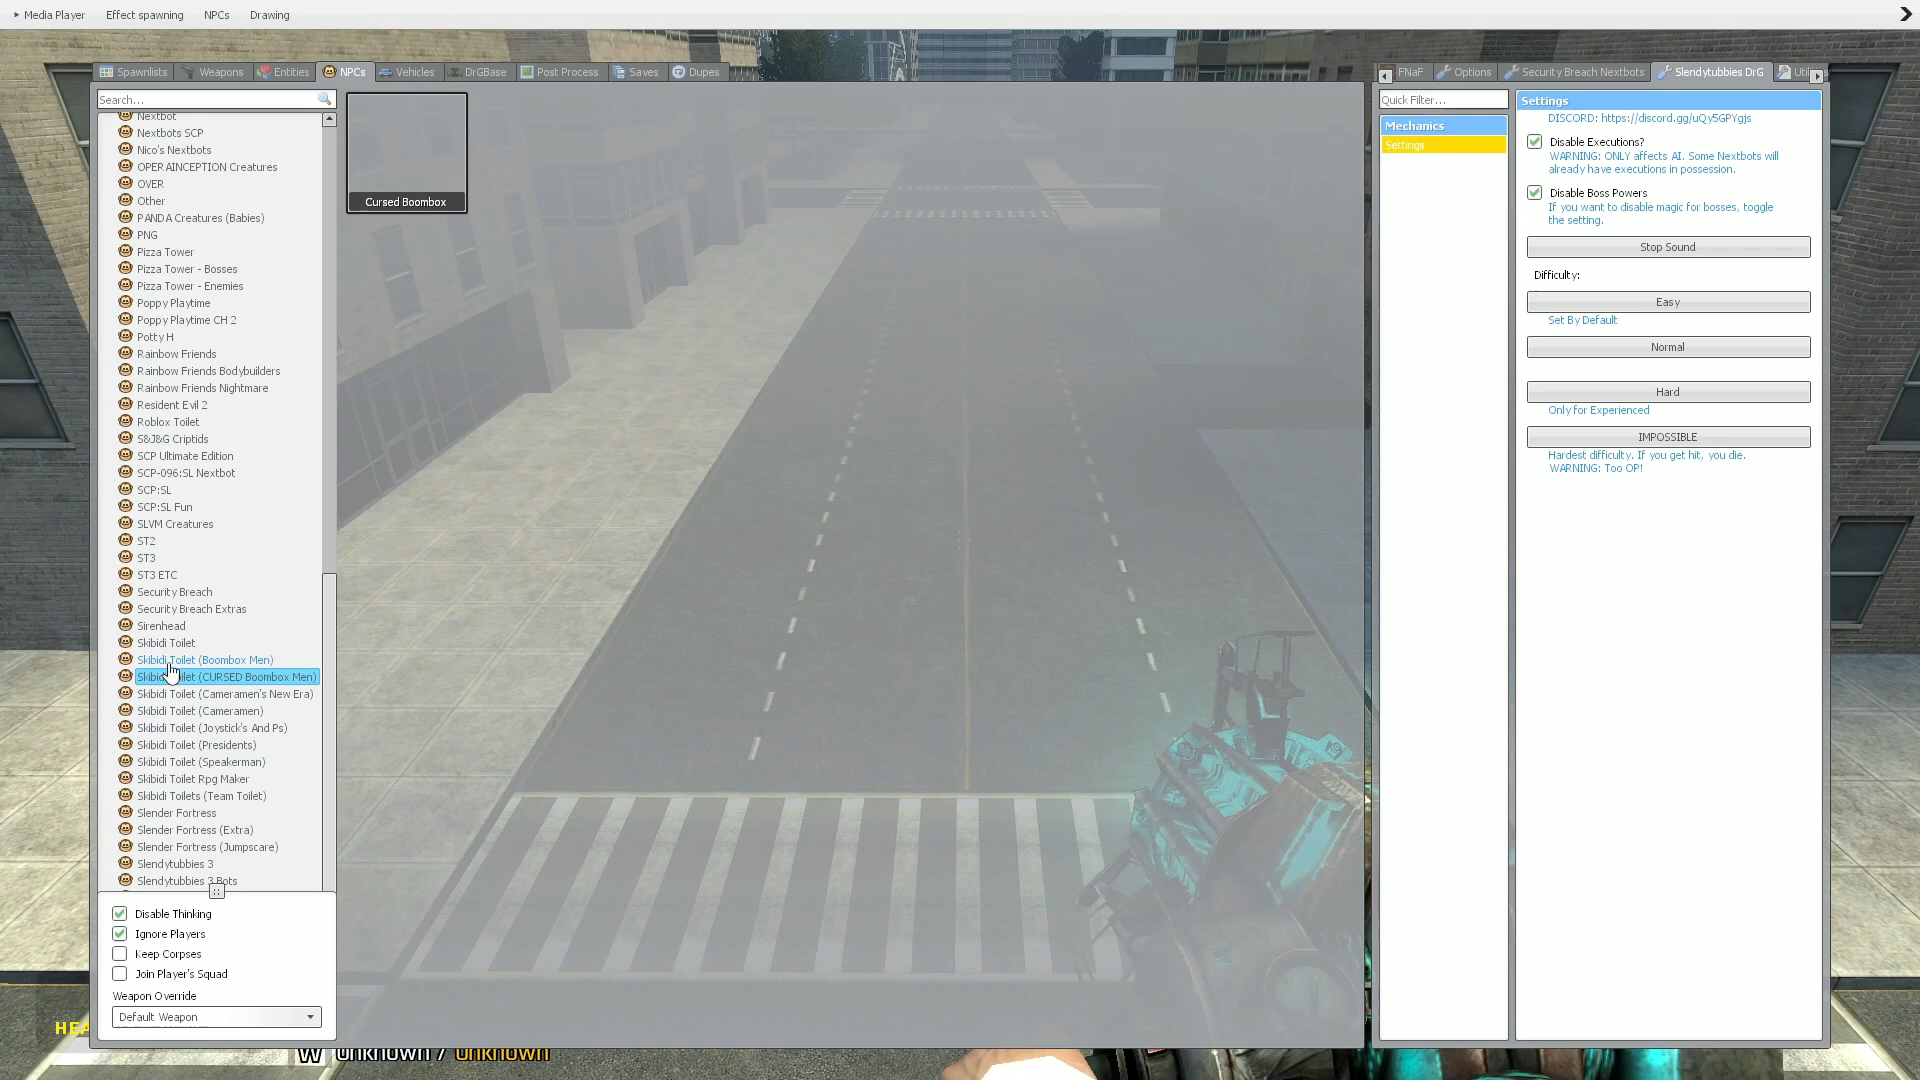 Media Player Effect spawning NPCs Drawing
Spawnlists Weapons Entities NPCs Vehicles DrGBase Post Process Saves Dupes
Search...
Nextbot
Nextbots SCP
Nico's Nextbots
OPERAINCEPTION Creatures
OVER
Other
PANDA Creatures (Babies)
PNG
Pizza Tower
Pizza Tower - Bosses
Pizza Tower - Enemies
Poppy Playtime
Poppy Playtime CH 2
Potty H
Rainbow Friends
Rainbow Friends Bodybuilders
Rainbow Friends Nightmare
Resident Evil 2
Roblox Toilet
S&J&G Criptids
SCP Ultimate Edition
SCP-096:SL Nextbot
SCP:SL
SCP:SL Fun
SLVM Creatures
ST2
ST3
ST3 ETC
Security Breach
Security Breach Extras
Sirenhead
Skibidi Toilet
Skibidi Toilet (Boombox Men)
Skibidi Toilet (CURSED Boombox Men)
Skibidi Toilet (Cameramen's New Era)
Skibidi Toilet (Cameramen)
Skibidi Toilet (Joystick's And Ps)
Skibidi Toilet (Presidents)
Skibidi Toilet (Speakerman)
Skibidi Toilet Rpg Maker
Skibidi Toilets (Team Toilet)
Slender Fortress
Slender Fortress (Extra)
Slender Fortress (Jumpscare)
Slendytubbies 3
Slendytubbies 3 Bots
Disable Thinking
Ignore Players
Keep Corpses
Join Player's Squad
Weapon Override
Default Weapon
Cursed Boombox
FNaF Options Security Breach Nextbots Slendytubbies DrG
Quick Filter...
Mechanics
Settings
Settings
DISCORD: https://discord.gg/uQy5GPYgjs
Disable Executions?
WARNING: ONLY affects AI. Some Nextbots will
already have executions in possession.
Disable Boss Powers
If you want to disable magic for bosses, toggle
the setting.
Stop Sound
Difficulty:
Easy
Set By Default
Normal
Hard
Only for Experienced
IMPOSSIBLE
Hardest difficulty. If you get hit, you die.
WARNING: Too OP!
HEA
W unknown / unknown